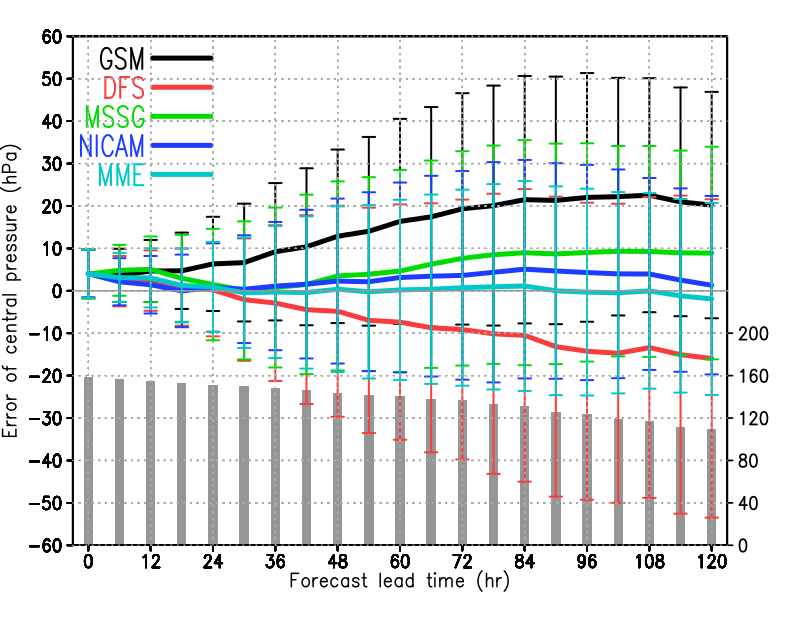 60
50
40
30
20
10
0
−10
−20
−30
−40
−50
−60
Error of central pressure (hPa)
GSM
DFS
MSSG
NICAM
MME
200
160
120
80
40
0
0 12 24 36 48 60 72 84 96 108 120
Forecast lead time (hr)